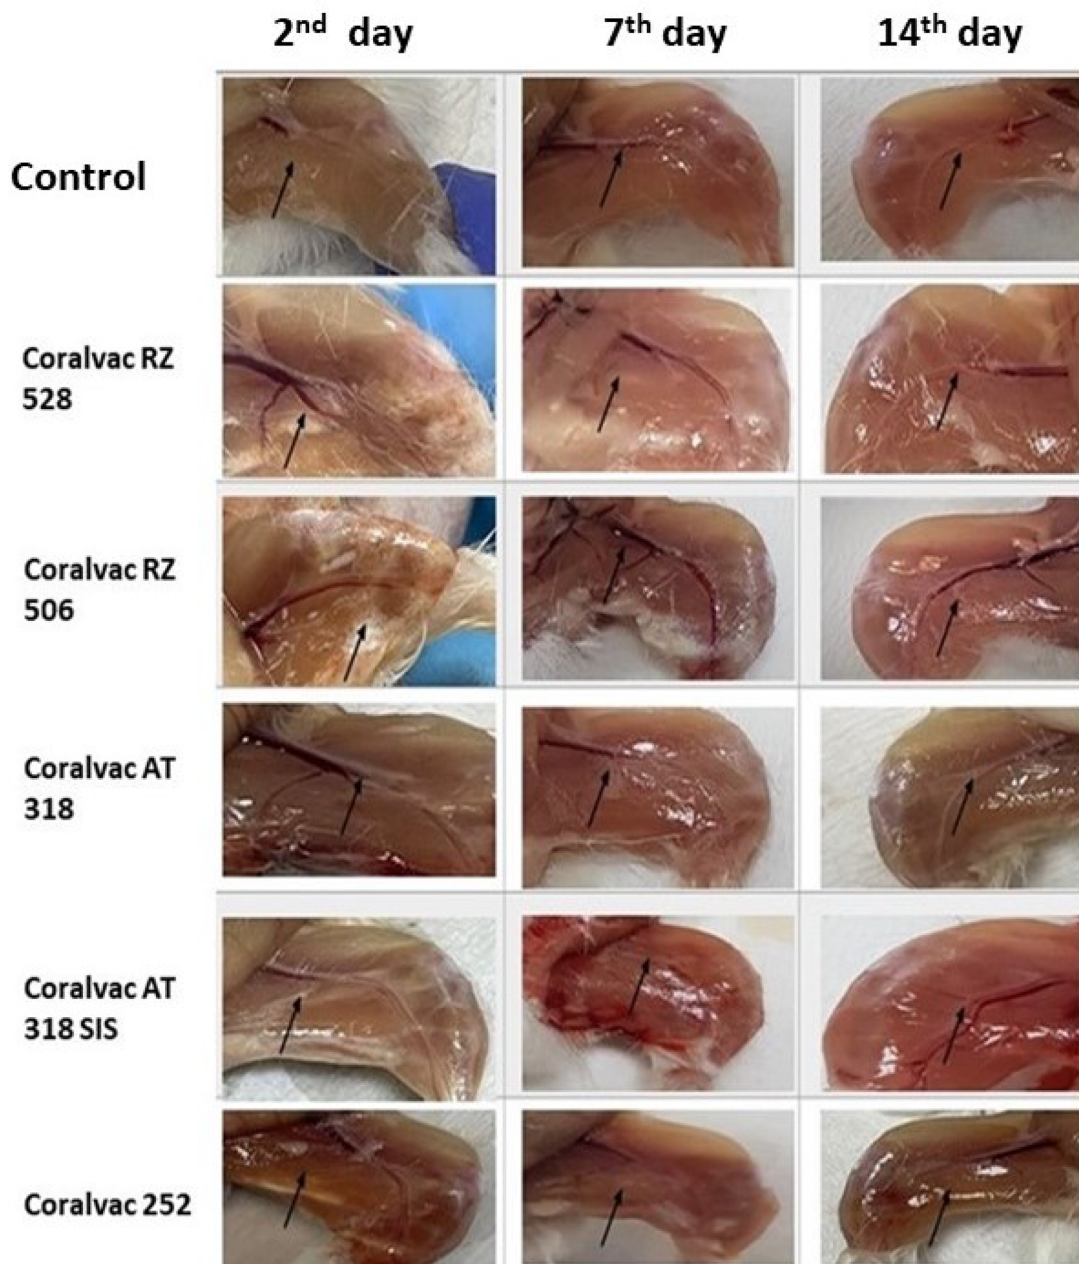 2nd day 7th day 14th day
Control
Coralvac RZ
528
Coralvac RZ
506
Coralvac AT
318
Coralvac AT
318 SIS
Coralvac 252